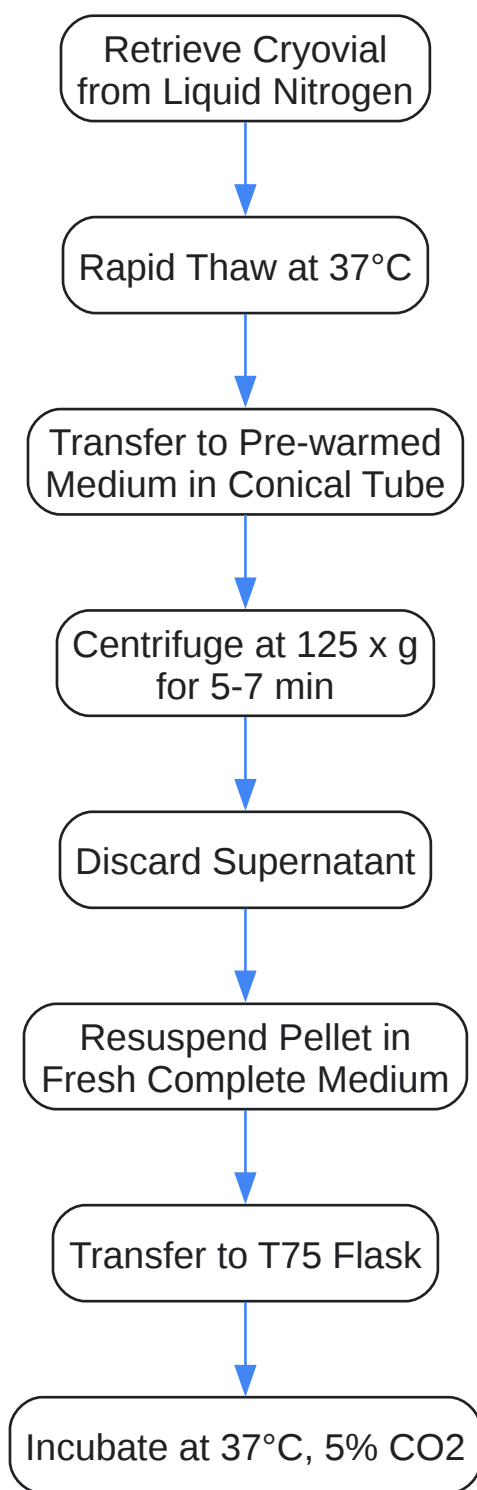 Retrieve Cryovial
from Liquid Nitrogen
Rapid Thaw at 37°C
Transfer to Pre-warmed
Medium in Conical Tube
Centrifuge at 125 x g
for 5-7 min
Discard Supernatant
Resuspend Pellet in
Fresh Complete Medium
Transfer to T75 Flask
Incubate at 37°C, 5% CO2